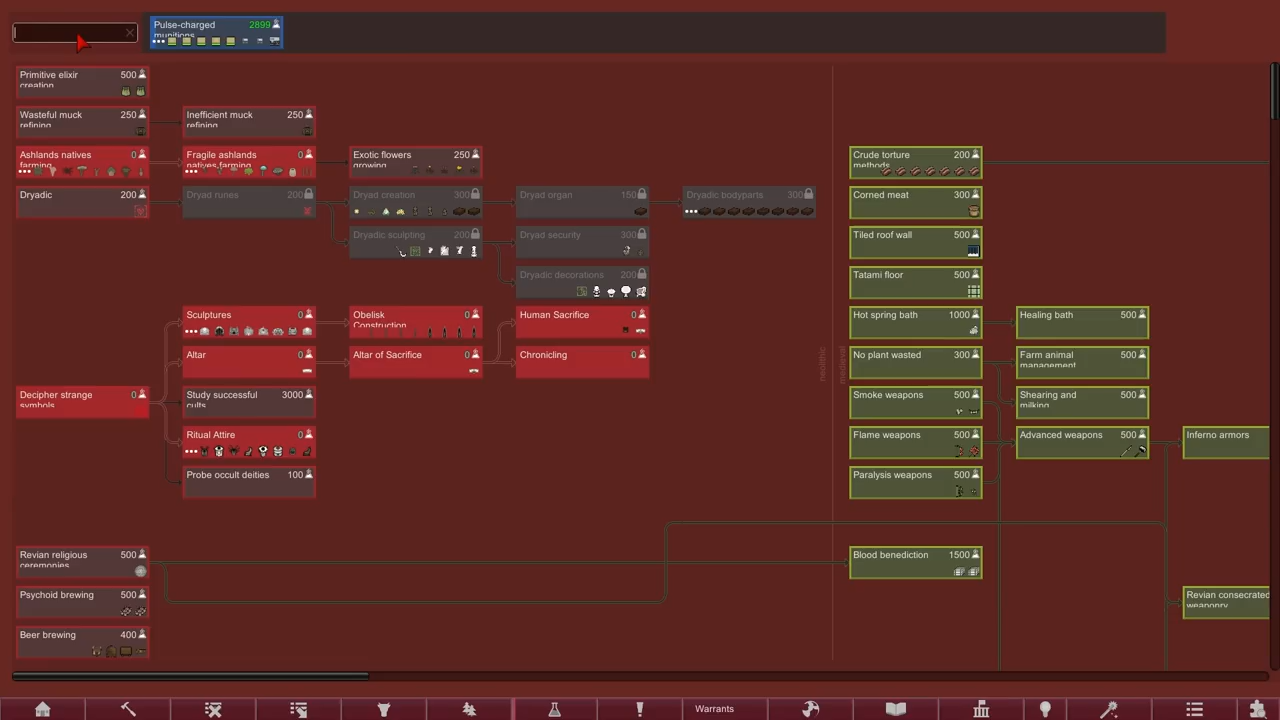 Pulse-charged 2899
munitions
Primitive elixir 500
creation
Wasteful muck 250
refining
Inefficient muck 250
refining
Ashlands natives 0
farming
Fragile ashlands 0
natives farming
Exotic flowers 250
growing
Crude torture 200
methods
Dryadic 200
Dryad runes 200
Dryad creation 300
Dryad organ 150
Dryadic bodyparts 300
Corned meat 300
Dryadic sculpting 200
Dryad security 300
Tiled roof wall 500
Dryadic decorations 200
Tatami floor 500
Sculptures 0
Obelisk 0
Construction
Human Sacrifice 0
Hot spring bath 1000
Healing bath 500
Altar 0
Altar of Sacrifice 0
Chronicling 0
neolithic
medieval
No plant wasted 300
Farm animal 500
management
Decipher strange 0
symbols
Study successful 3000
cults
Smoke weapons 500
Shearing and 500
milking
Ritual Attire 0
Flame weapons 500
Advanced weapons 500
Inferno armors
Probe occult deities 100
Paralysis weapons 500
Revian religious 500
ceremonies
Blood benediction 1500
Psychoid brewing 500
Revian consecrated
weaponry
Beer brewing 400
Warrants